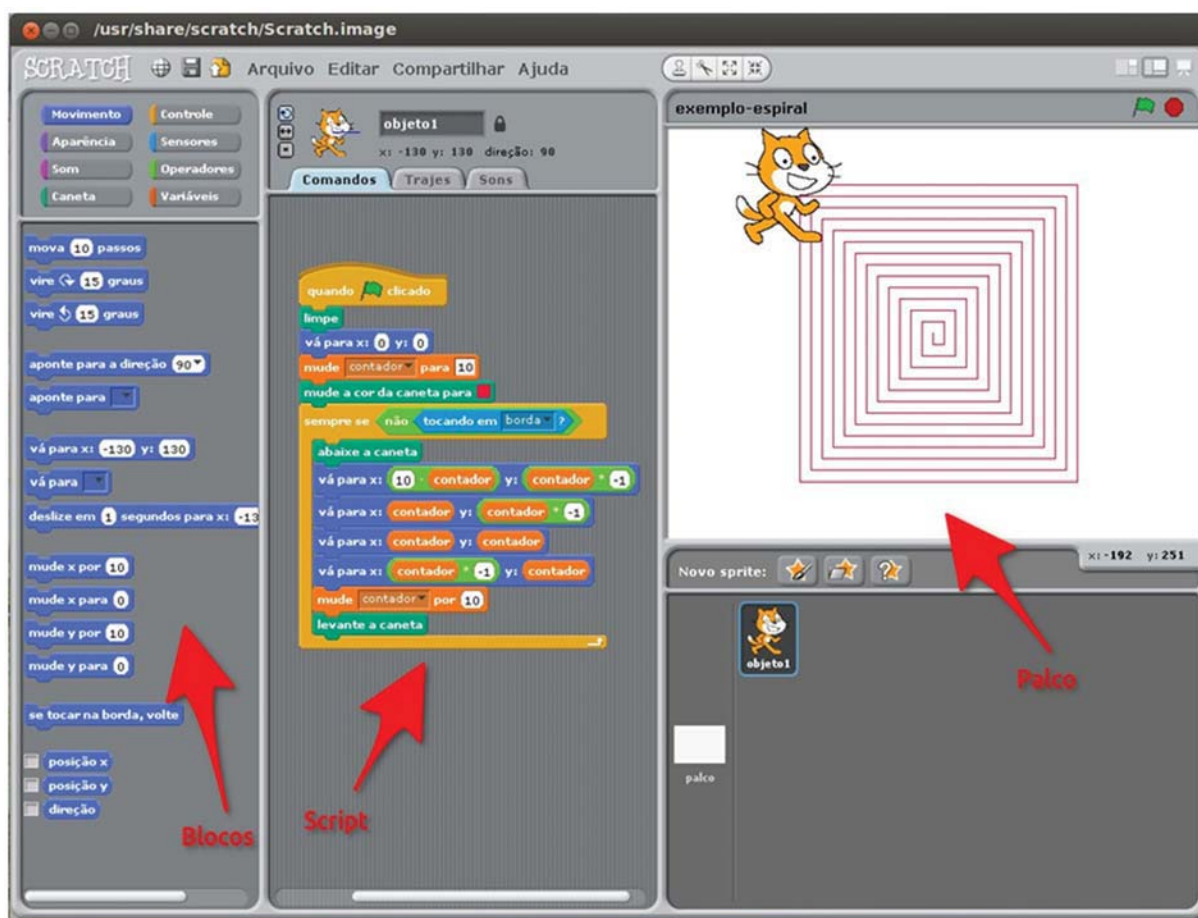 /usr/share/scratch/Scratch.image
SCRATCH Arquivo Editar Compartilhar Ajuda
Movimento Controle
Aparência Sensores
Som Operadores
Caneta Variáveis
mova 10 passos
vire 15 graus
vire 15 graus
aponte para a direção 90
aponte para
vá para x: -130 y: 130
vá para
deslize em 1 segundos para x: -13
mude x por 10
mude x para 0
mude y por 10
mude y para 0
se tocar na borda, volte
posição x
posição y
direção
Blocos
objeto1
x: -130 y: 130 direção: 90
Comandos Trajes Sons
quando clicado
limpe
vá para x: 0 y: 0
mude contador para 10
mude a cor da caneta para
sempre se não tocando em borda ?
abaixe a caneta
vá para x: 10 - contador y: contador * -1
vá para x: contador y: contador * -1
vá para x: contador y: contador
vá para x: contador * -1 y: contador
mude contador por 10
levante a caneta
Script
exemplo-espiral
x: -192 y: 251
Novo sprite:
objeto1
palco
Palco